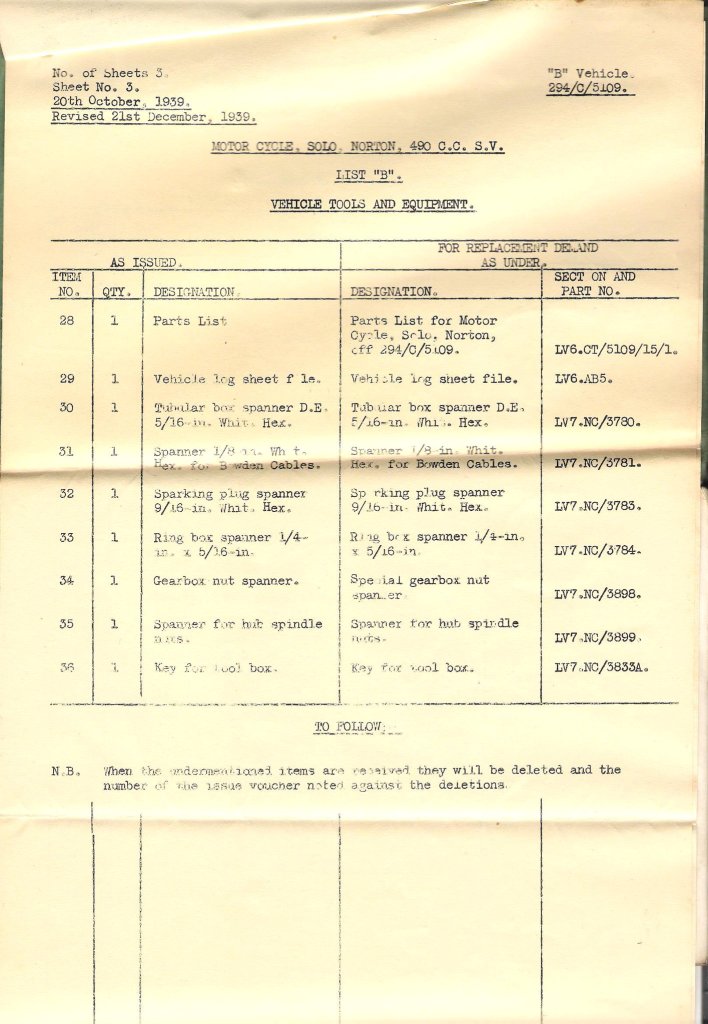 No. of Sheets 3.
Sheet No. 3.
20th October, 1939.
Revised 21st December, 1939.
"B" Vehicle.
294/C/5109.
MOTOR CYCLE, SOLO, NORTON, 490 C.C. S.V.
LIST "B".
VEHICLE TOOLS AND EQUIPMENT.
AS ISSUED.
FOR REPLACEMENT DEMAND
AS UNDER.
ITEM NO. QTY. DESIGNATION. DESIGNATION. SECTION AND PART NO.
28 1 Parts List Parts List for Motor
Cycle, Solo, Norton,
off 294/C/5109. LV6.CT/5109/15/1.
29 1 Vehicle log sheet file. Vehicle log sheet file. LV6.AB5.
30 1 Tubular box spanner D.E. Tubular box spanner D.E.
5/16-in. Whit. Hex. 5/16-in. Whit. Hex. LV7.NC/3780.
31 1 Spanner 1/8-in. Whit. Spanner 1/8-in. Whit.
Hex. for Bowden Cables. Hex. for Bowden Cables. LV7.NC/3781.
32 1 Sparking plug spanner Sparking plug spanner
9/16-in. Whit. Hex. 9/16-in. Whit. Hex. LV7.NC/3783.
33 1 Ring box spanner 1/4- Ring box spanner 1/4-in.
in. x 5/16-in. x 5/16-in. LV7.NC/3784.
34 1 Gearbox nut spanner. Special gearbox nut
spanner. LV7.NC/3898.
35 1 Spanner for hub spindle Spanner for hub spindle
nuts. nuts. LV7.NC/3899.
36 1 Key for tool box. Key for tool box. LV7.NC/3833A.
TO FOLLOW:
N.B. When the undermentioned items are received they will be deleted and the
number of the issue voucher noted against the deletions.